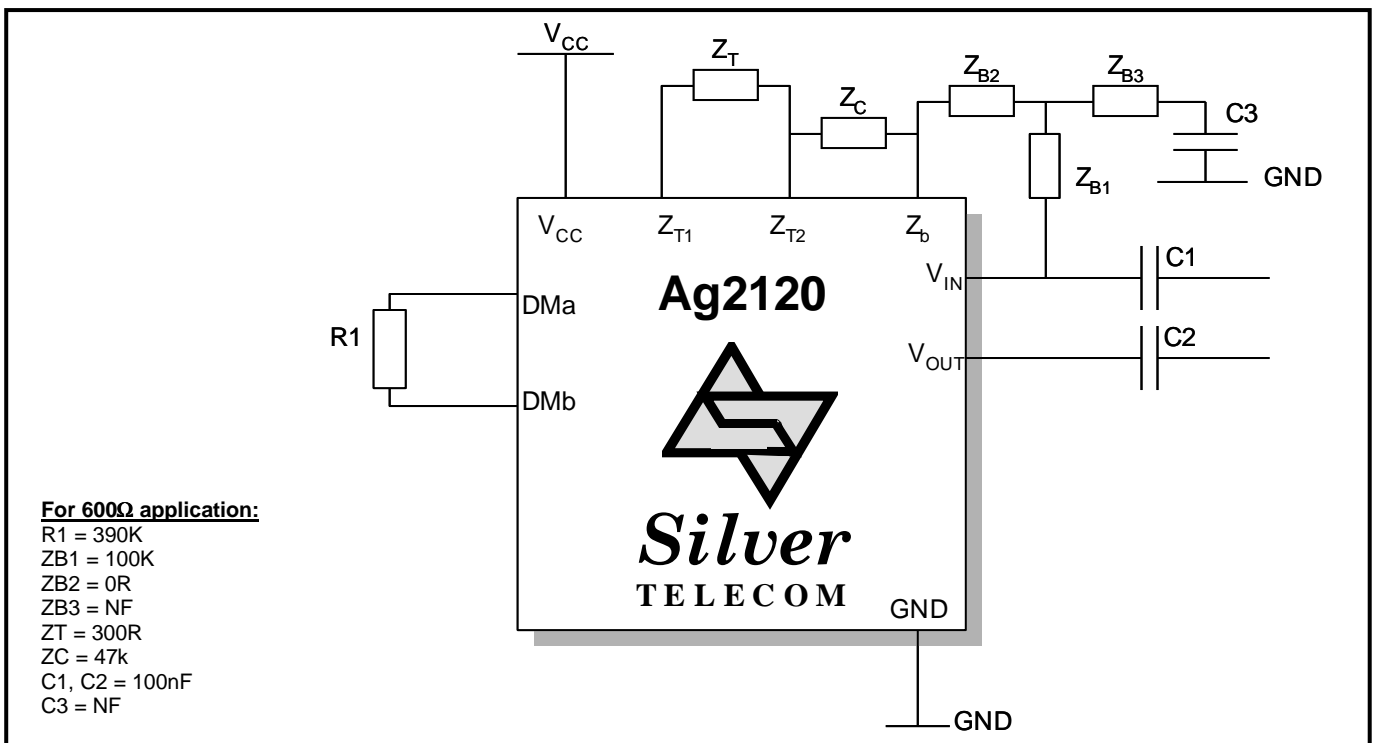 VCC
ZT
ZC
ZB2
ZB3
C3
ZB1
GND
VCC
ZT1
ZT2
Zb
VIN
C1
Ag2120
DMa
R1
VOUT
C2
DMb
Silver
TELECOM
GND
GND
For 600Ω application:
R1 = 390K
ZB1 = 100K
ZB2 = 0R
ZB3 = NF
ZT = 300R
ZC = 47k
C1, C2 = 100nF
C3 = NF